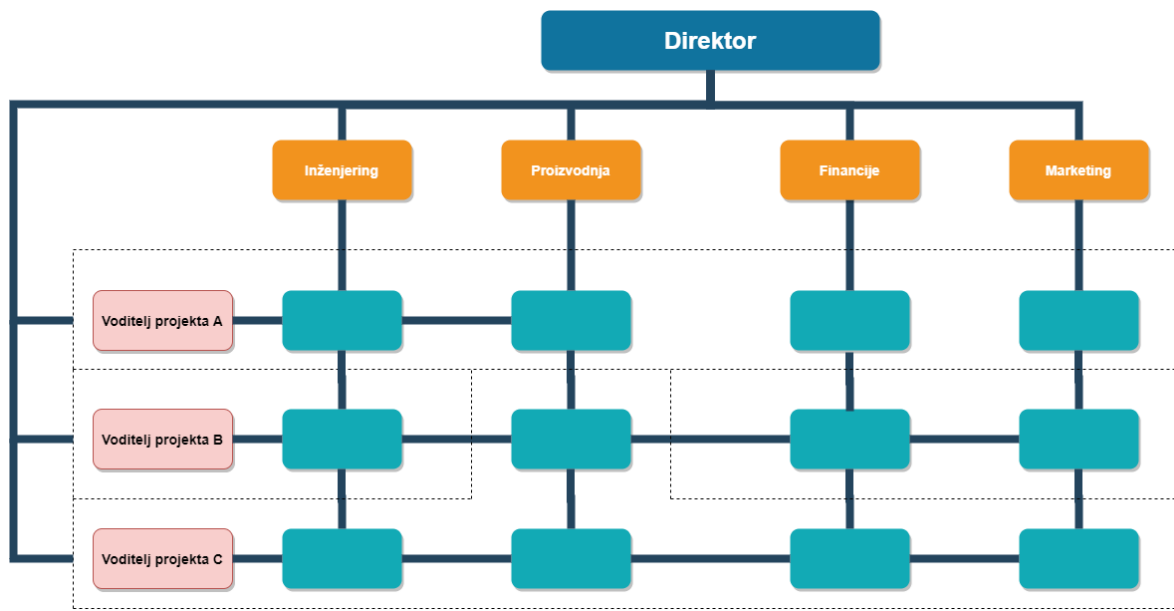 Direktor
Inženjering
Proizvodnja
Financije
Marketing
Voditelj projekta A
Voditelj projekta B
Voditelj projekta C